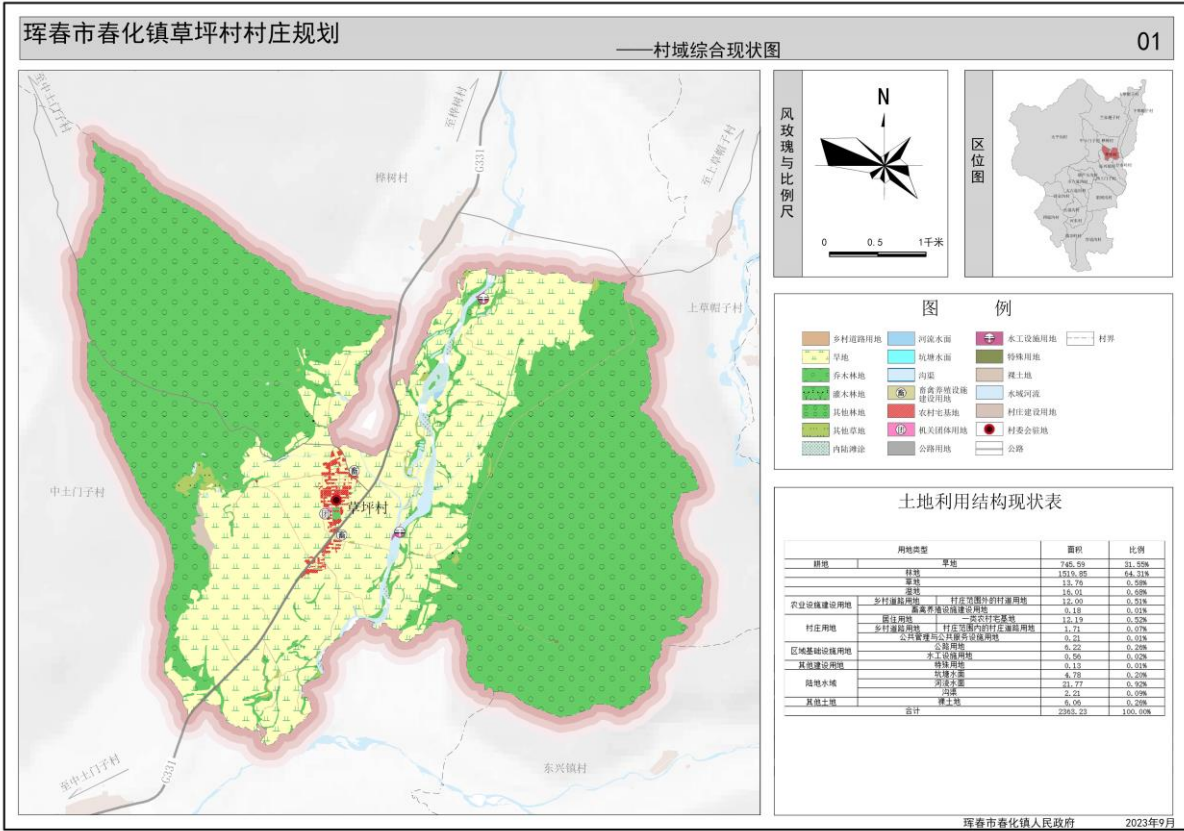 珲春市春化镇草坪村村庄规划
——村域综合现状图
01
至中土门子村
至桦树村
G331
至上草帽子村
桦树村
上草帽子村
中土门子村
草坪村
东兴镇村
至中土门子村
G331
风玫瑰与比例尺
N
0 0.5 1千米
区位图
图 例
乡村道路用地 河流水面 水工设施用地 村界
旱地 坑塘水面 特殊用地
乔木林地 沟渠 裸土地
灌木林地 畜禽养殖设施建设用地 水域河流
其他林地 农村宅基地 村庄建设用地
其他草地 机关团体用地 村委会驻地
内陆滩涂 公路用地 公路
土地利用结构现状表
用地类型 面积 比例
耕地 旱地 745.59 31.55%
林地 1519.85 64.31%
草地 13.76 0.58%
湿地 16.01 0.68%
农业设施建设用地 乡村道路用地 村庄范围外的村道用地 12.00 0.51%
畜禽养殖设施建设用地 0.18 0.01%
村庄用地 居住用地 一类农村宅基地 12.19 0.52%
乡村道路用地 村庄范围内的村庄道路用地 1.71 0.07%
公共管理与公共服务设施用地 0.21 0.01%
区域基础设施用地 公路用地 6.22 0.26%
水工设施用地 0.56 0.02%
其他建设用地 特殊用地 0.13 0.01%
陆地水域 坑塘水面 4.78 0.20%
河流水面 21.77 0.92%
沟渠 2.21 0.09%
其他土地 裸土地 6.06 0.26%
合计 2363.23 100.00%
珲春市春化镇人民政府 2023年9月